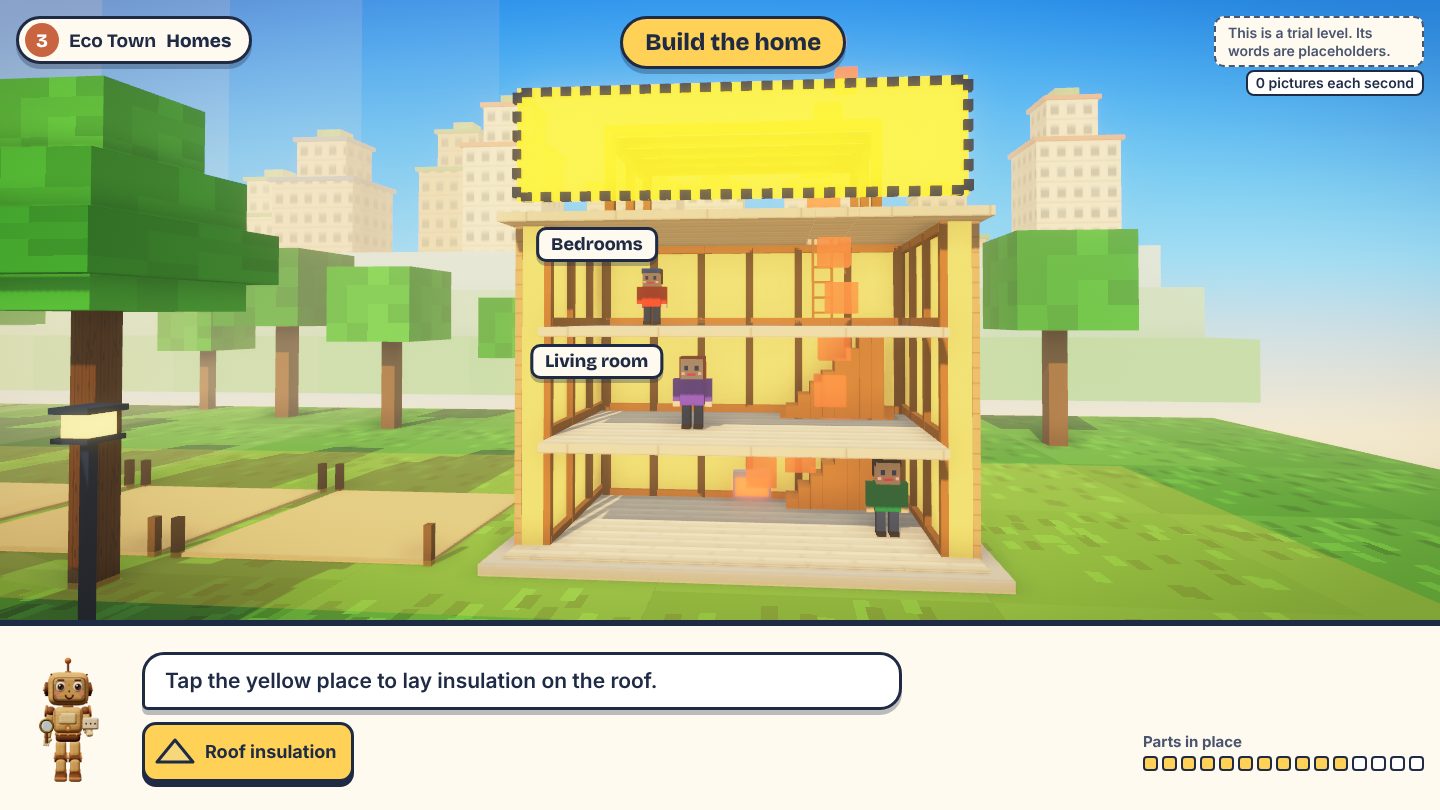 3 Eco Town Homes
Build the home
This is a trial level. Its
words are placeholders.
0 pictures each second
Bedrooms
Living room
Tap the yellow place to lay insulation on the roof.
Roof insulation
Parts in place